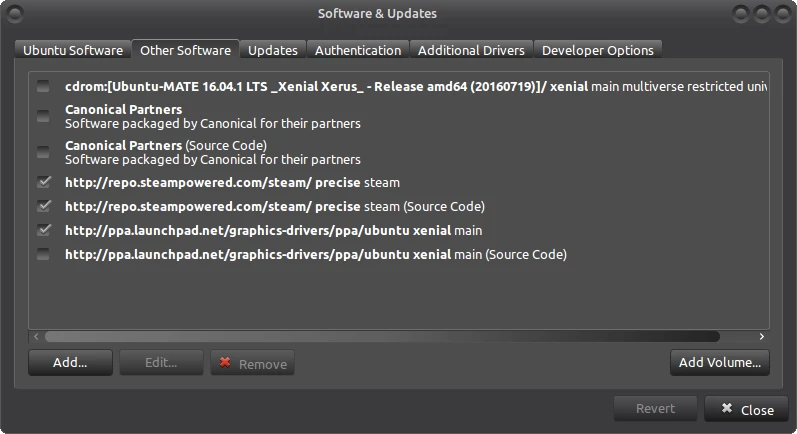 Software & Updates
Ubuntu Software Other Software Updates Authentication Additional Drivers Developer Options
cdrom:[Ubuntu-MATE 16.04.1 LTS _Xenial Xerus_ - Release amd64 (20160719)]/ xenial main multiverse restricted univ
Canonical Partners
Software packaged by Canonical for their partners
Canonical Partners (Source Code)
Software packaged by Canonical for their partners
http://repo.steampowered.com/steam/ precise steam
http://repo.steampowered.com/steam/ precise steam (Source Code)
http://ppa.launchpad.net/graphics-drivers/ppa/ubuntu xenial main
http://ppa.launchpad.net/graphics-drivers/ppa/ubuntu xenial main (Source Code)
Add... Edit... Remove Add Volume...
Revert Close